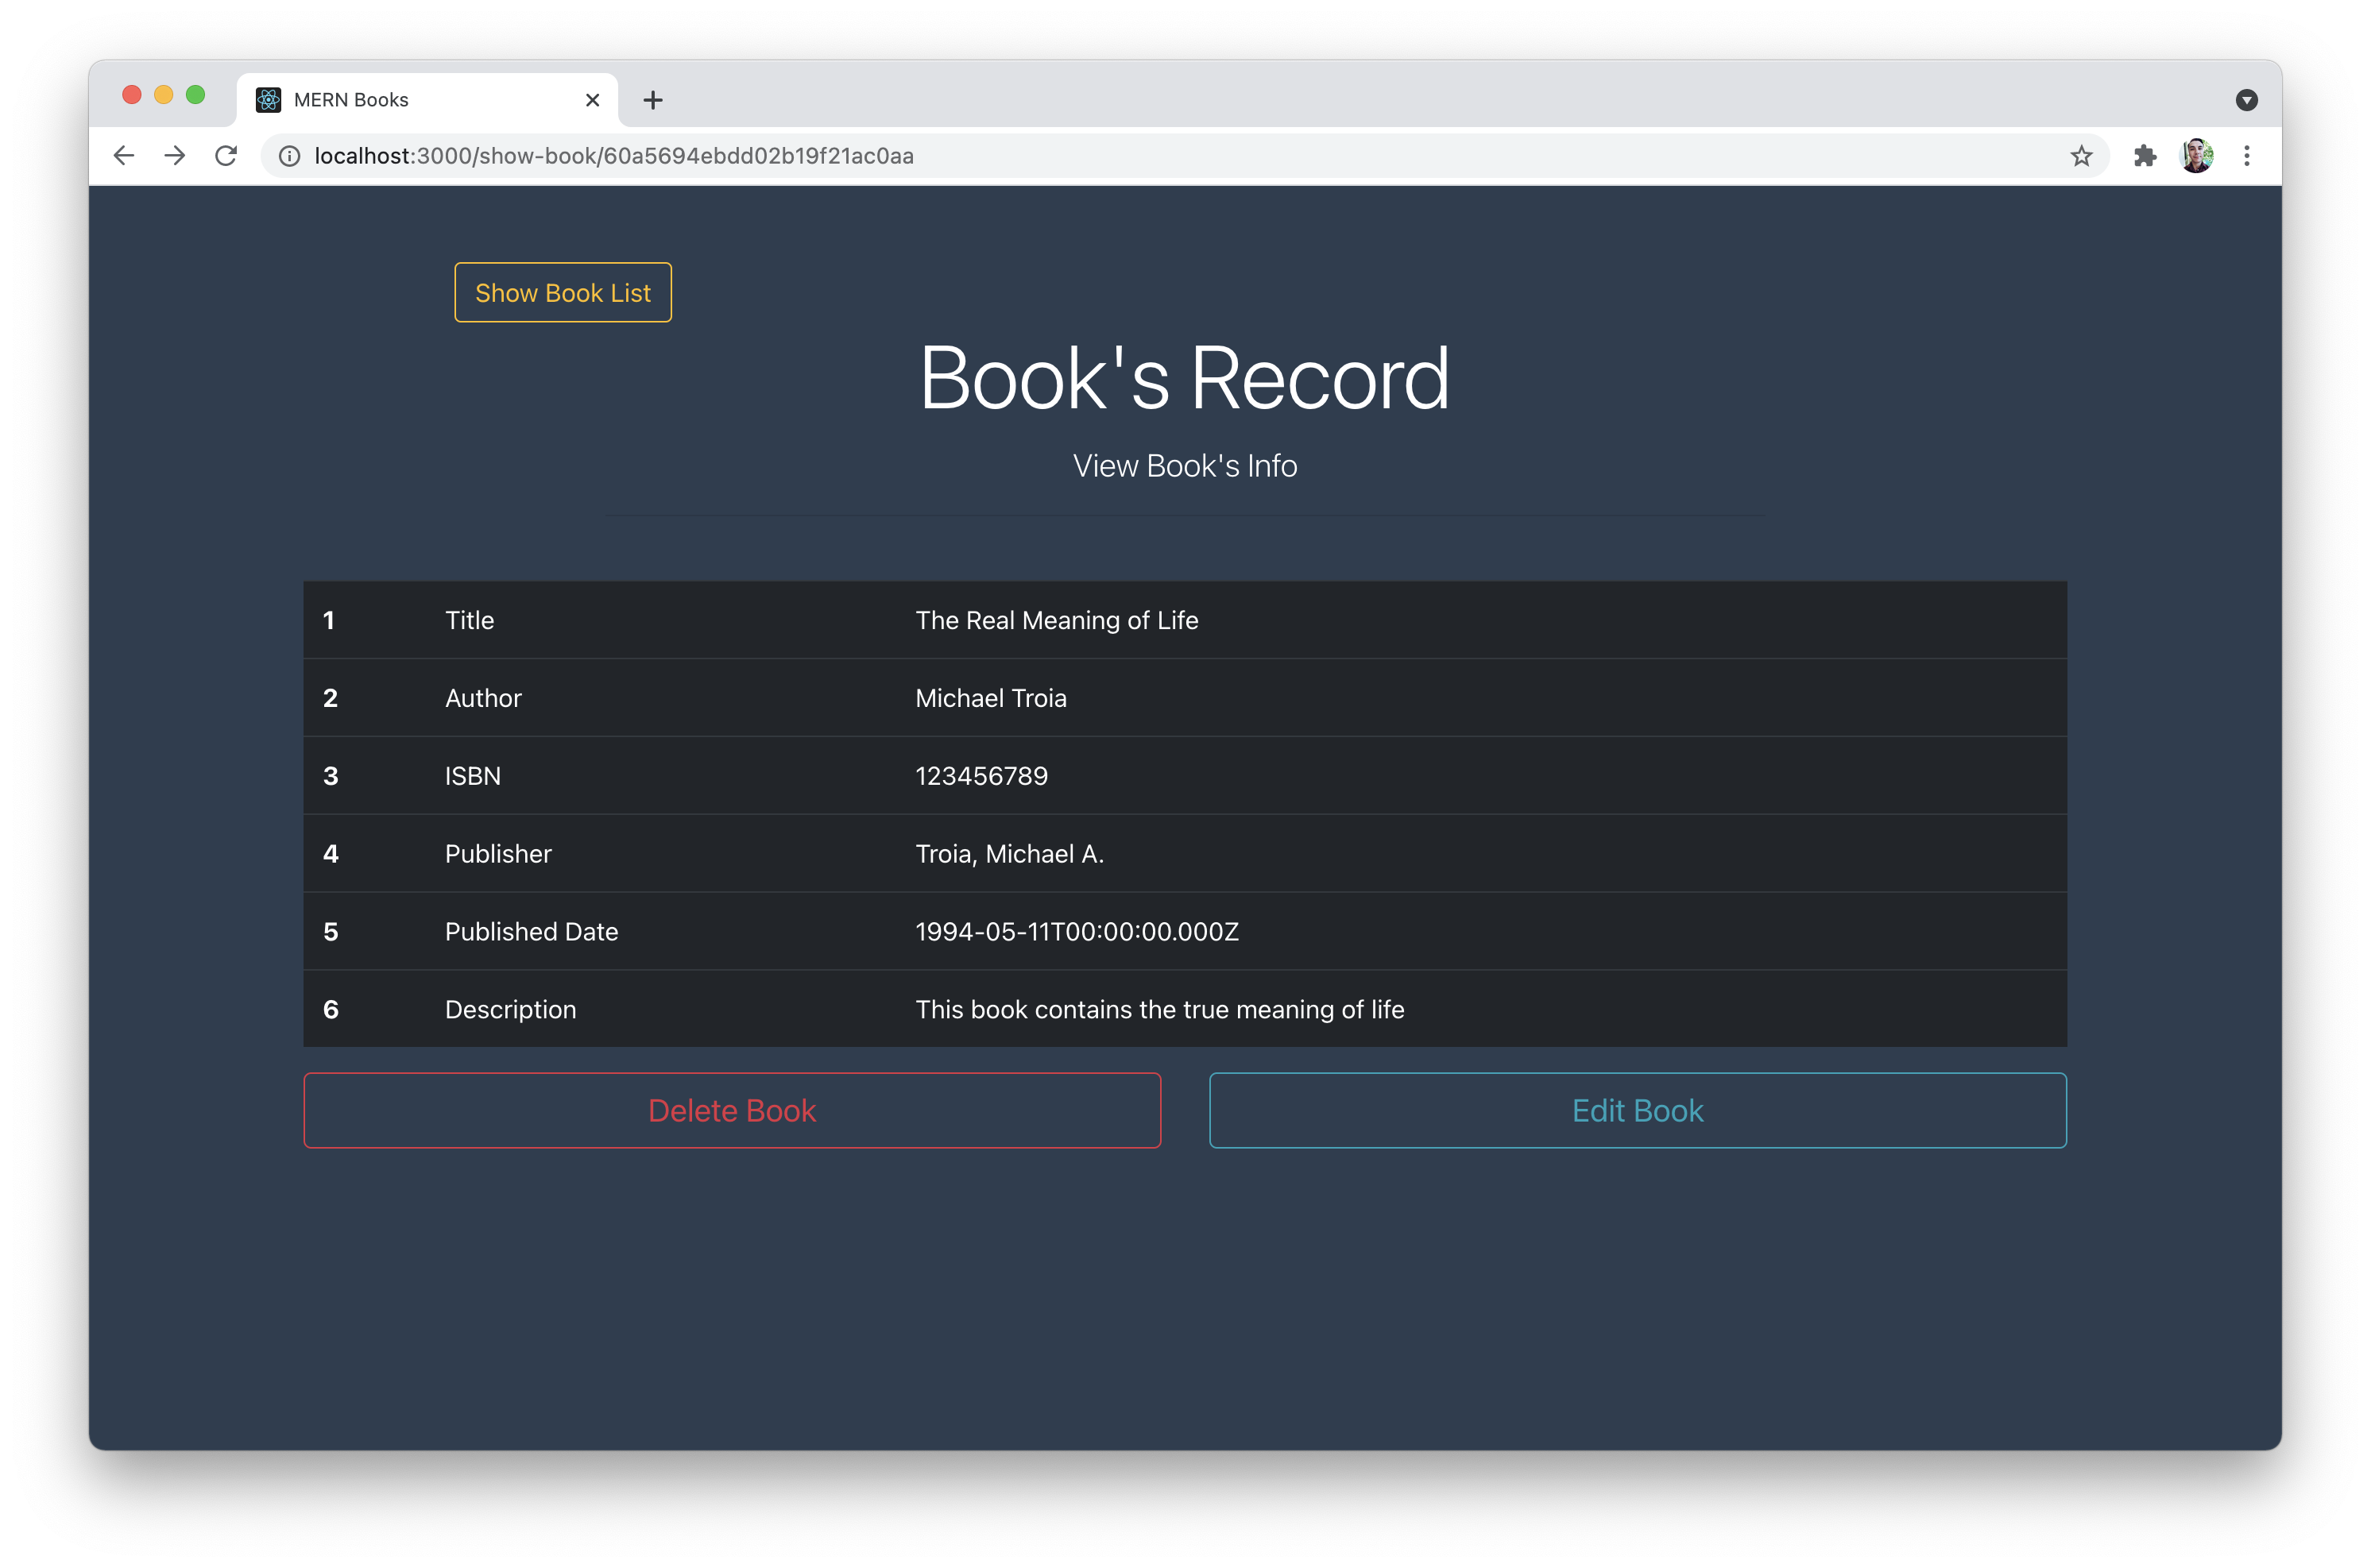 MERN Books
localhost:3000/show-book/60a5694ebdd02b19f21ac0aa
Show Book List
Book's Record
View Book's Info
1 Title The Real Meaning of Life
2 Author Michael Troia
3 ISBN 123456789
4 Publisher Troia, Michael A.
5 Published Date 1994-05-11T00:00:00.000Z
6 Description This book contains the true meaning of life
Delete Book Edit Book